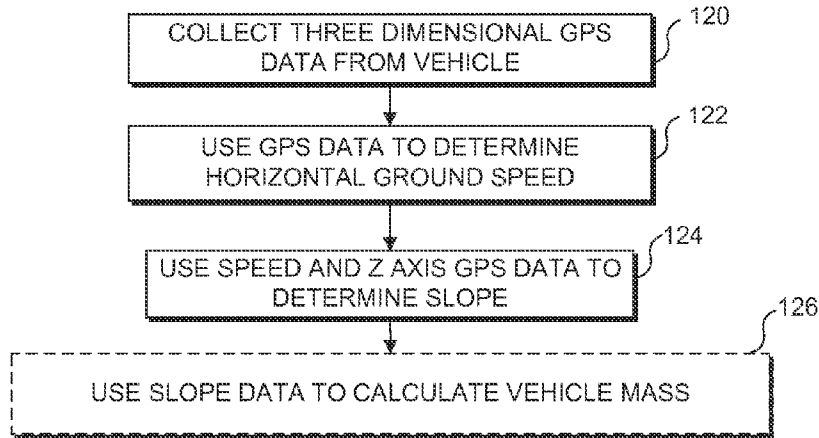 COLLECT THREE DIMENSIONAL GPS
DATA FROM VEHICLE
120
USE GPS DATA TO DETERMINE
HORIZONTAL GROUND SPEED
122
USE SPEED AND Z AXIS GPS DATA TO
DETERMINE SLOPE
124
USE SLOPE DATA TO CALCULATE VEHICLE MASS
126